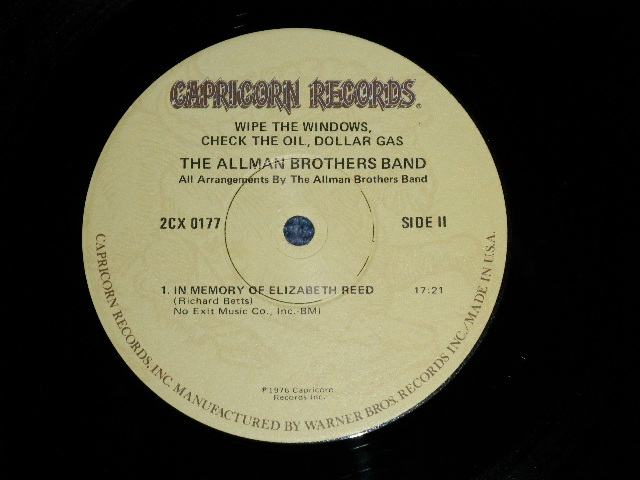 CAPRICORN RECORDS.
WIPE THE WINDOWS,
CHECK THE OIL, DOLLAR GAS
THE ALLMAN BROTHERS BAND
All Arrangements By The Allman Brothers Band
2CX 0177
SIDE II
1. IN MEMORY OF ELIZABETH REED 17:21
(Richard Betts)
No Exit Music Co., Inc.-BMI
℗1976 Capricorn
Records Inc.
CAPRICORN RECORDS, INC. MANUFACTURED BY WARNER BROS. RECORDS INC./MADE IN U.S.A.